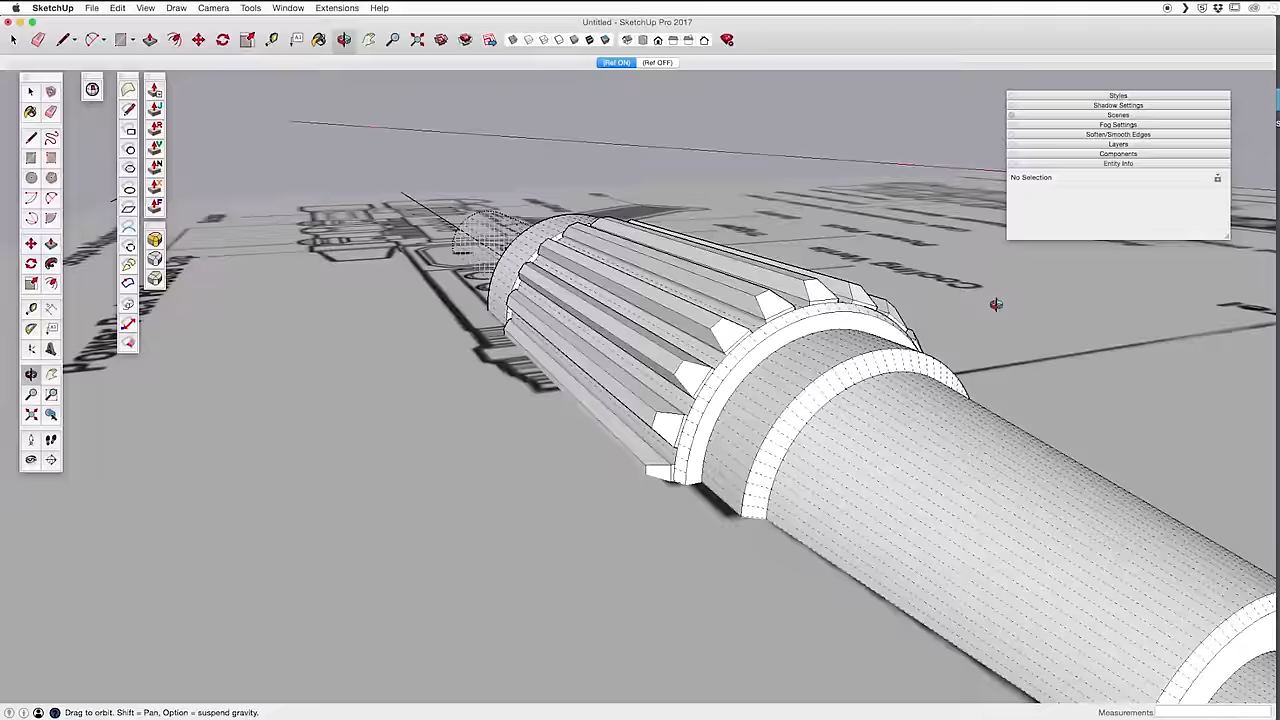 SketchUp File Edit View Draw Camera Tools Window Extensions Help
Untitled - SketchUp Pro 2017
(Ref ON) (Ref OFF)
Styles
Shadow Settings
Scenes
Fog Settings
Soften/Smooth Edges
Layers
Components
Entity Info
No Selection
Drag to orbit. Shift = Pan, Option = suspend gravity.
Measurements